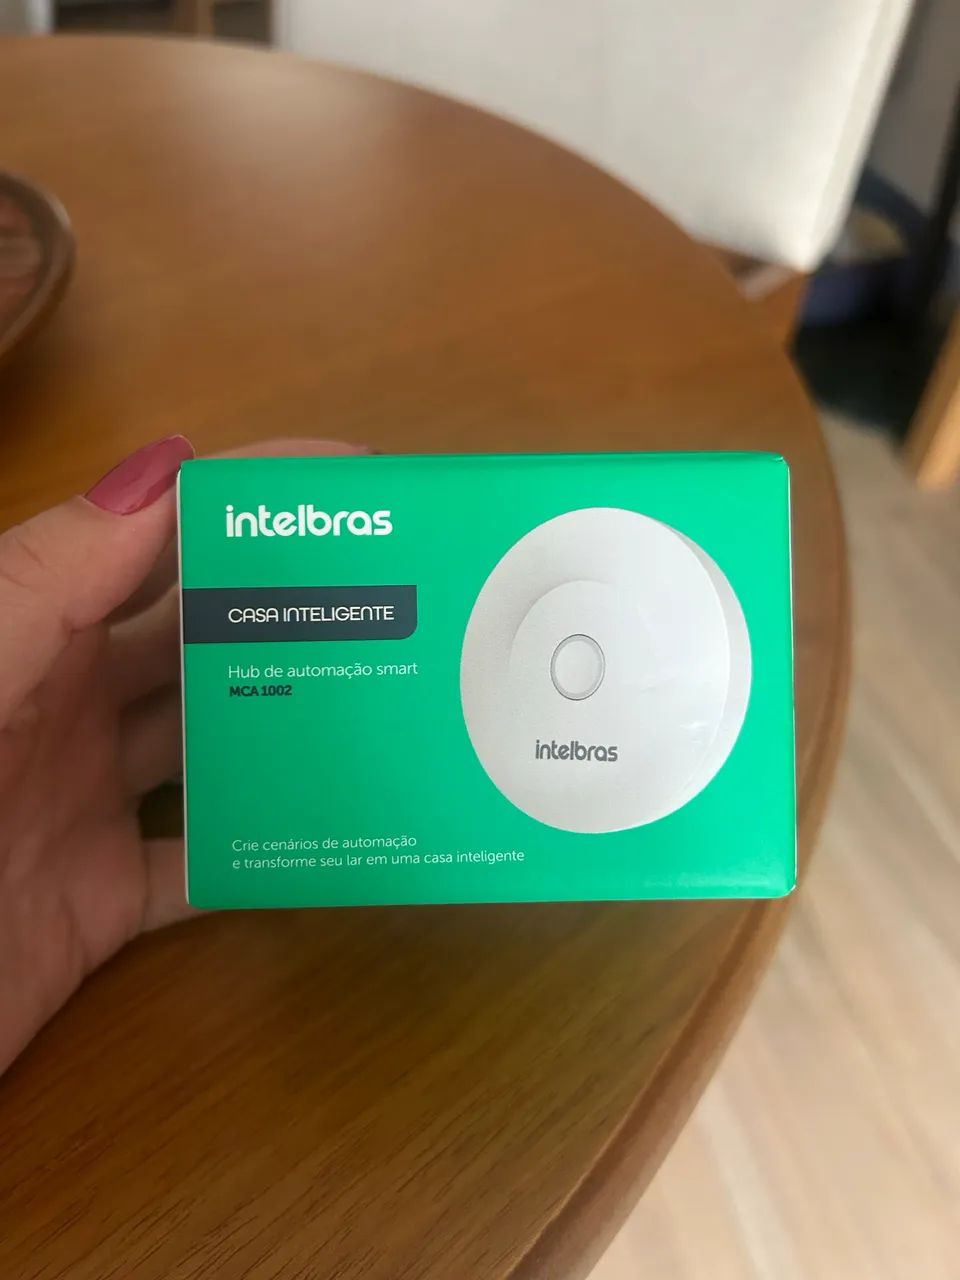 intelbras
CASA INTELIGENTE
Hub de automação smart
MCA 1002
intelbras
Crie cenários de automação
e transforme seu lar em uma casa inteligente